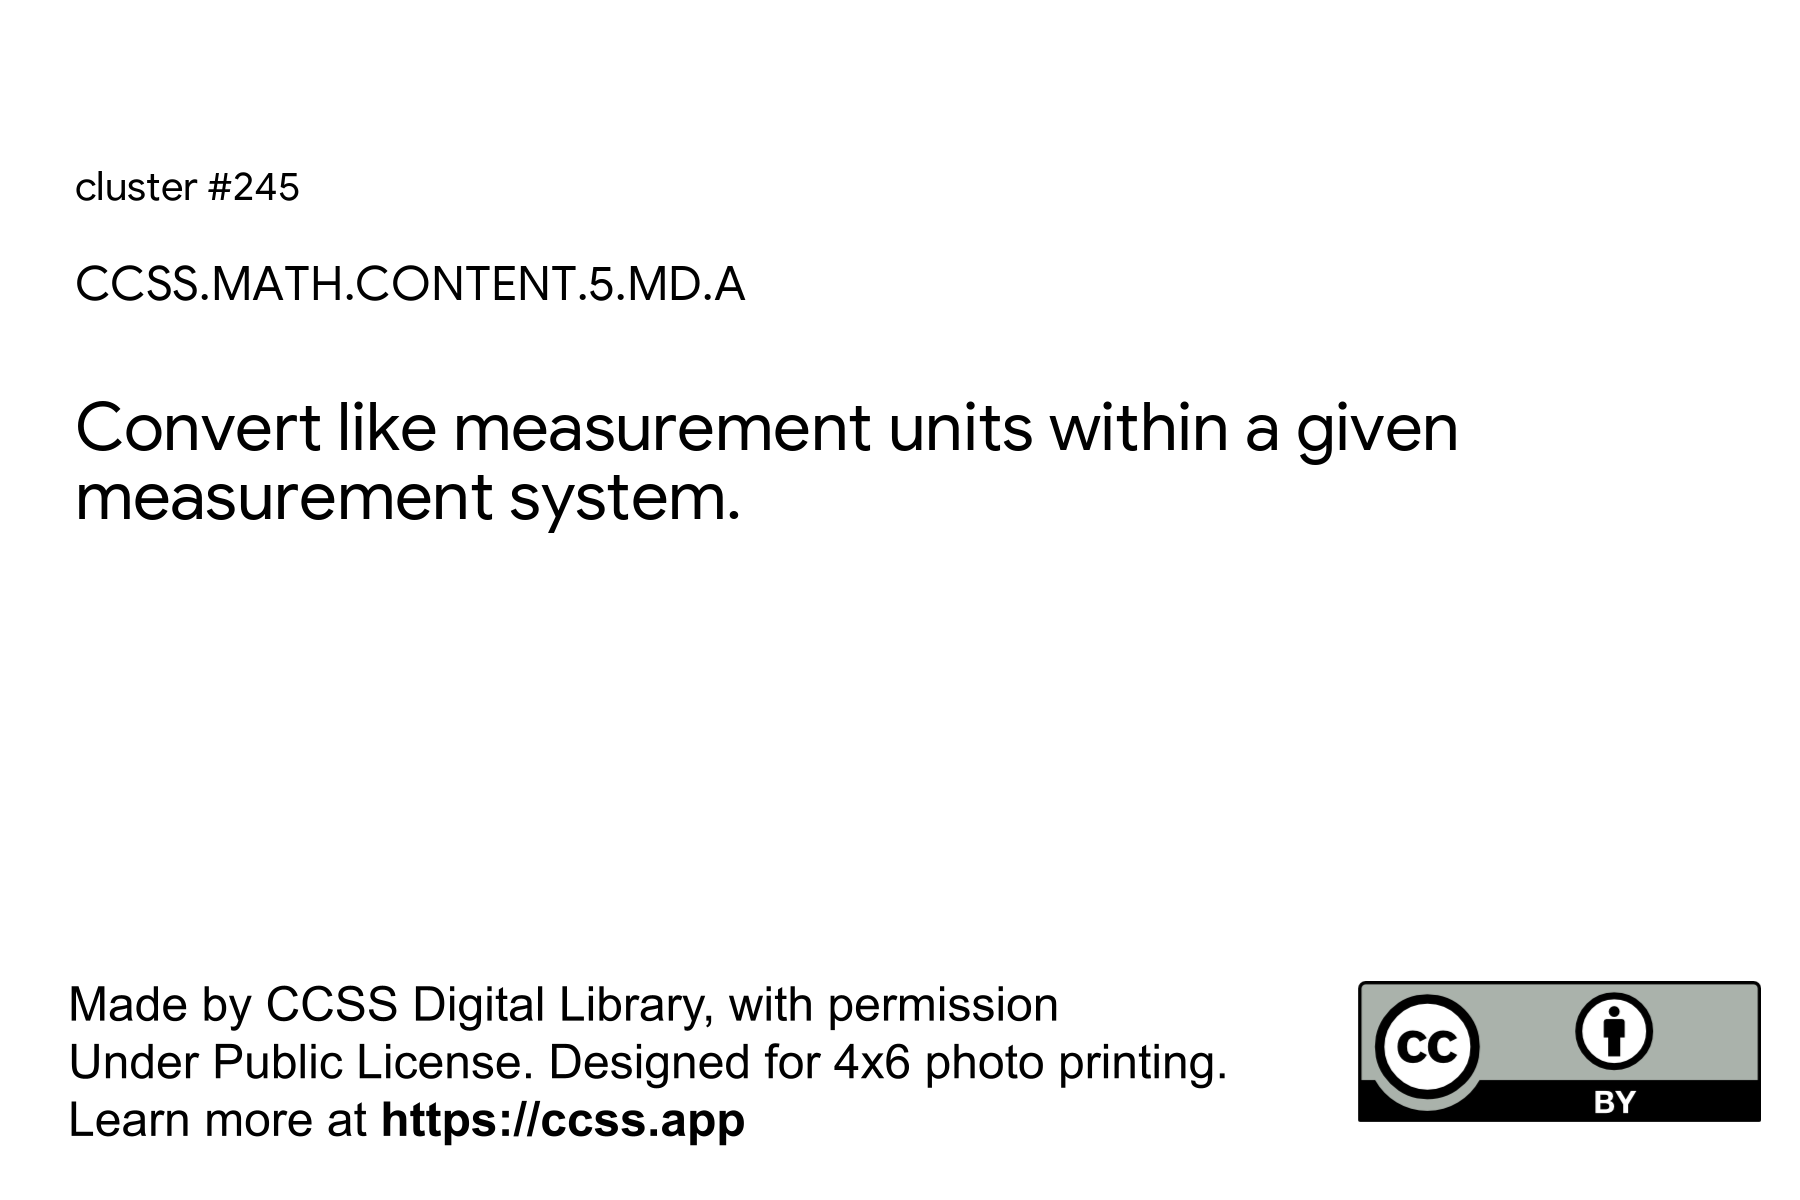 cluster #245
CCSS.MATH.CONTENT.5.MD.A
Convert like measurement units within a given
measurement system.
Made by CCSS Digital Library, with permission
Under Public License. Designed for 4x6 photo printing.
Learn more at https://ccss.app
CC
BY